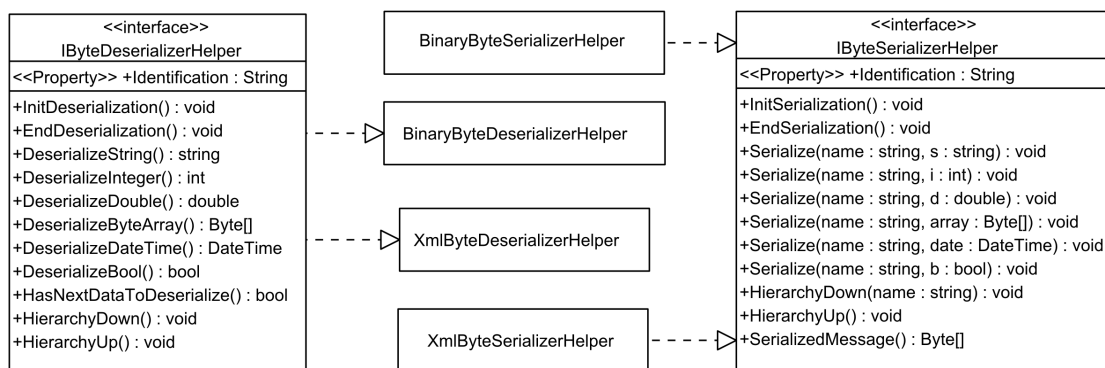 <<interface>>
IByteDeserializerHelper
<<Property>> +Identification : String
+InitDeserialization() : void
+EndDeserialization() : void
+DeserializeString() : string
+DeserializeInteger() : int
+DeserializeDouble() : double
+DeserializeByteArray() : Byte[]
+DeserializeDateTime() : DateTime
+DeserializeBool() : bool
+HasNextDataToDeserialize() : bool
+HierarchyDown() : void
+HierarchyUp() : void
BinaryByteSerializerHelper
BinaryByteDeserializerHelper
XmlByteDeserializerHelper
XmlByteSerializerHelper
<<interface>>
IByteSerializerHelper
<<Property>> +Identification : String
+InitSerialization() : void
+EndSerialization() : void
+Serialize(name : string, s : string) : void
+Serialize(name : string, i : int) : void
+Serialize(name : string, d : double) : void
+Serialize(name : string, array : Byte[]) : void
+Serialize(name : string, date : DateTime) : void
+Serialize(name : string, b : bool) : void
+HierarchyDown(name : string) : void
+HierarchyUp() : void
+SerializedMessage() : Byte[]